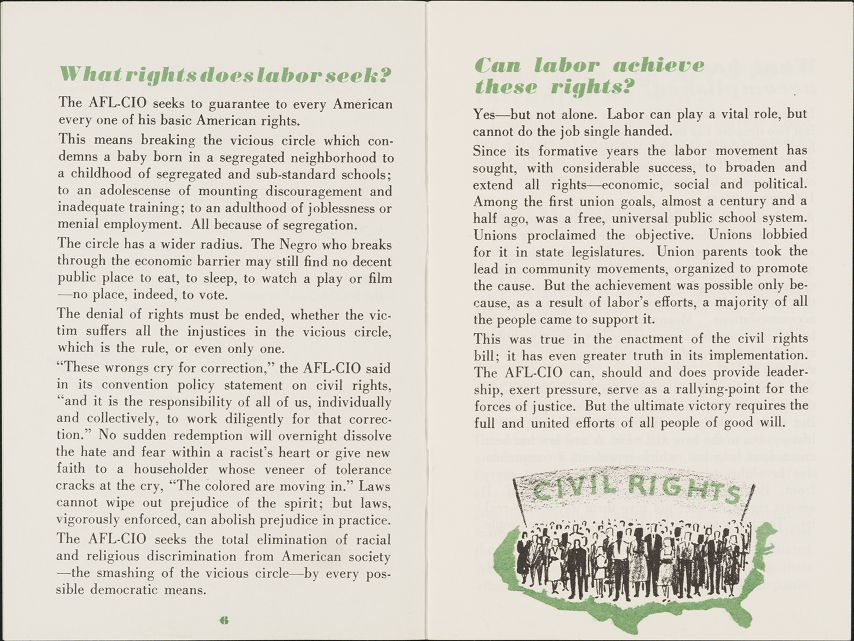 What rights does labor seek?
The AFL-CIO seeks to guarantee to every American
every one of his basic American rights.
This means breaking the vicious circle which con-
demns a baby born in a segregated neighborhood to
a childhood of segregated and sub-standard schools;
to an adolescense of mounting discouragement and
inadequate training; to an adulthood of joblessness or
menial employment. All because of segregation.
The circle has a wider radius. The Negro who breaks
through the economic barrier may still find no decent
public place to eat, to sleep, to watch a play or film
—no place, indeed, to vote.
The denial of rights must be ended, whether the vic-
tim suffers all the injustices in the vicious circle,
which is the rule, or even only one.
“These wrongs cry for correction,” the AFL-CIO said
in its convention policy statement on civil rights,
“and it is the responsibility of all of us, individually
and collectively, to work diligently for that correc-
tion.” No sudden redemption will overnight dissolve
the hate and fear within a racist's heart or give new
faith to a householder whose veneer of tolerance
cracks at the cry, “The colored are moving in.” Laws
cannot wipe out prejudice of the spirit; but laws,
vigorously enforced, can abolish prejudice in practice.
The AFL-CIO seeks the total elimination of racial
and religious discrimination from American society
—the smashing of the vicious circle—by every pos-
sible democratic means.
6
Can labor achieve
these rights?
Yes—but not alone. Labor can play a vital role, but
cannot do the job single handed.
Since its formative years the labor movement has
sought, with considerable success, to broaden and
extend all rights—economic, social and political.
Among the first union goals, almost a century and a
half ago, was a free, universal public school system.
Unions proclaimed the objective. Unions lobbied
for it in state legislatures. Union parents took the
lead in community movements, organized to promote
the cause. But the achievement was possible only be-
cause, as a result of labor's efforts, a majority of all
the people came to support it.
This was true in the enactment of the civil rights
bill; it has even greater truth in its implementation.
The AFL-CIO can, should and does provide leader-
ship, exert pressure, serve as a rallying-point for the
forces of justice. But the ultimate victory requires the
full and united efforts of all people of good will.
CIVIL RIGHTS